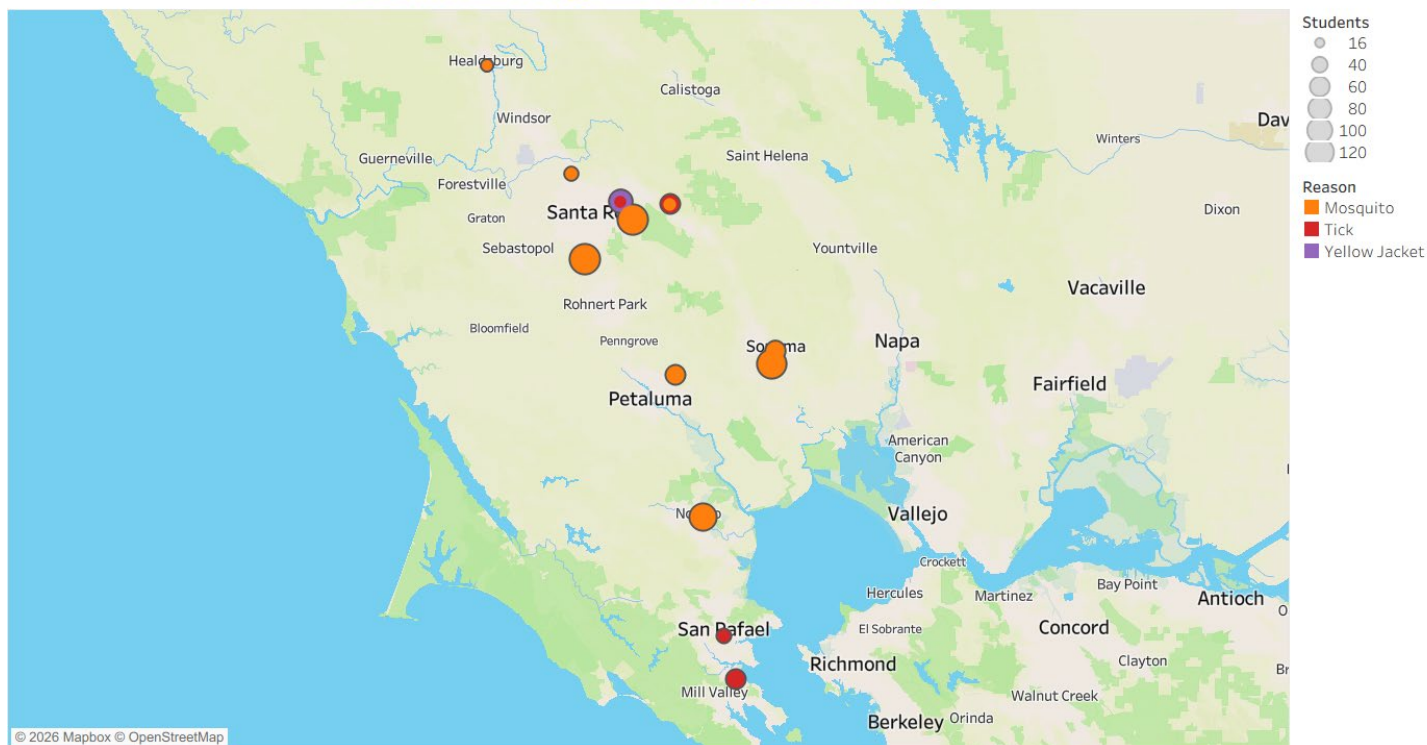 Students
16
40
60
80
100
120
Reason
Mosquito
Tick
Yellow Jacket
Healdsburg
Calistoga
Windsor
Winters
Guerneville
Saint Helena
Forestville
Graton
Santa R
Dixon
Sebastopol
Yountville
Vacaville
Rohnert Park
Bloomfield
Penngrove
Napa
Petaluma
Fairfield
American
Canyon
Vallejo
Crockett
Hercules
Martinez
Bay Point
Antioch
San Rafael
El Sobrante
Concord
Richmond
Clayton
Mill Valley
Walnut Creek
Berkeley
Orinda
© 2026 Mapbox © OpenStreetMap